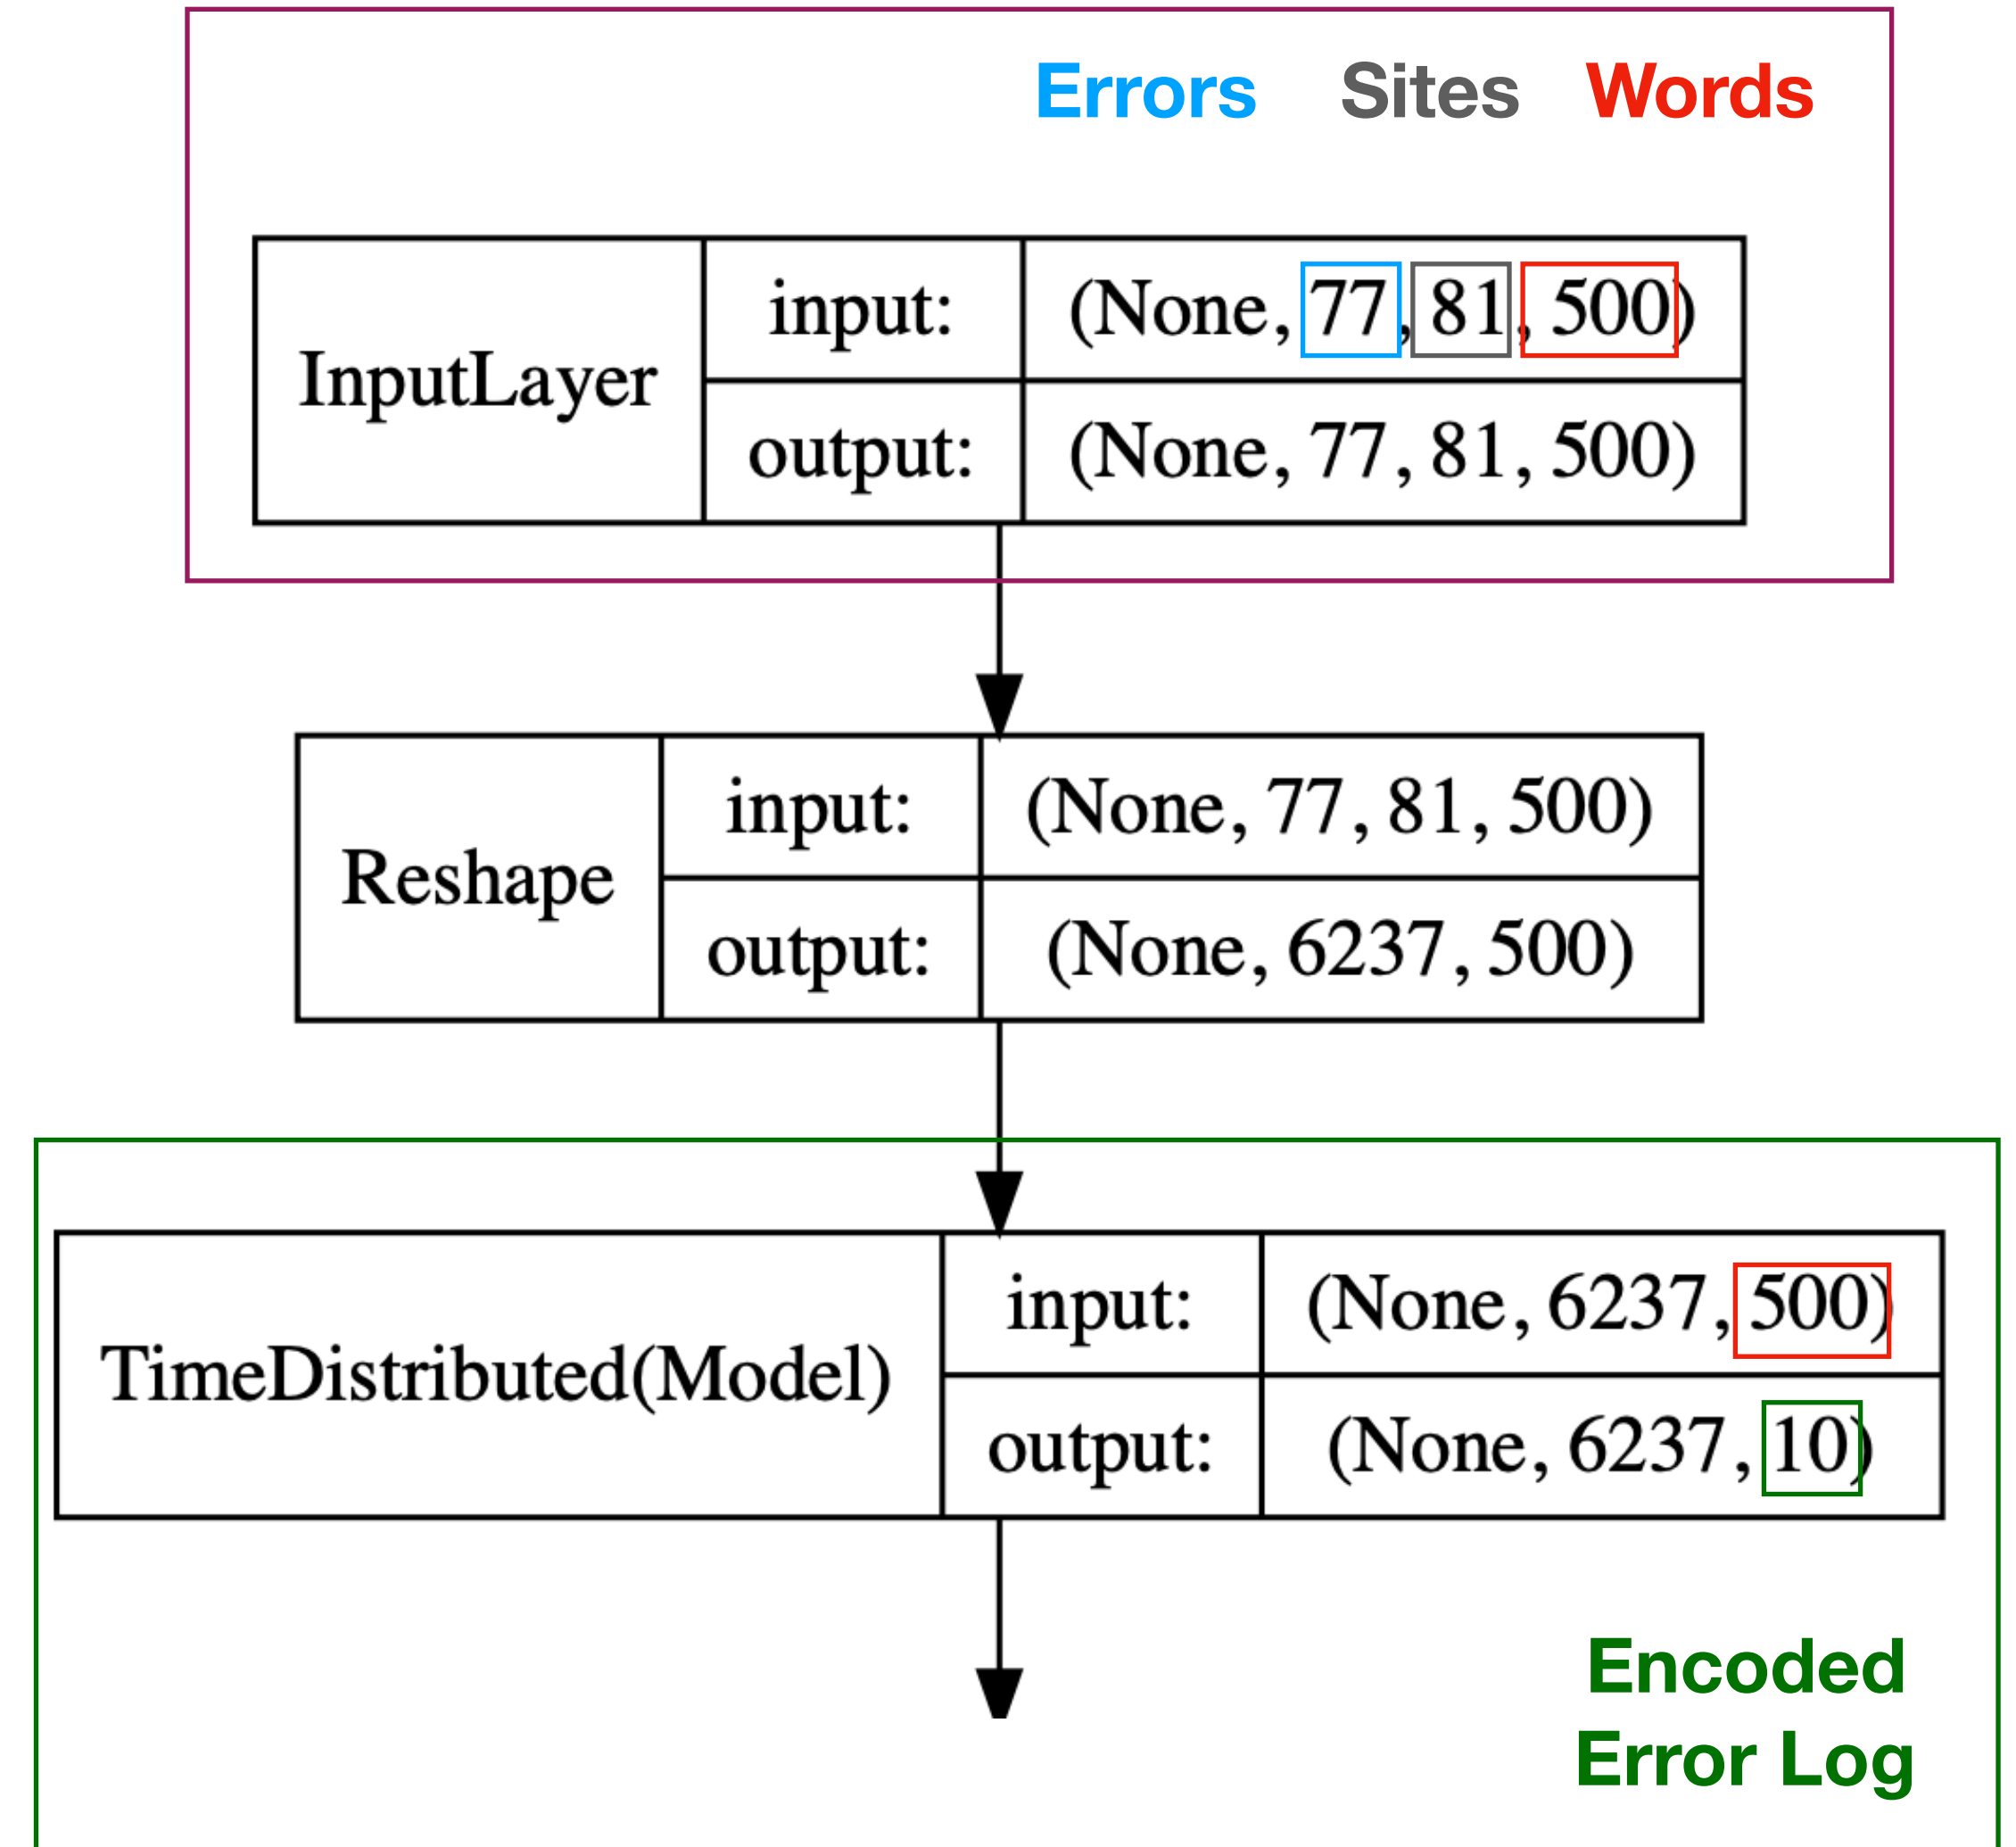 Errors Sites Words
InputLayer
input:
(None, 77, 81, 500)
output:
(None, 77, 81, 500)
Reshape
input:
(None, 77, 81, 500)
output:
(None, 6237, 500)
TimeDistributed(Model)
input:
(None, 6237, 500)
output:
(None, 6237, 10)
Encoded
Error Log